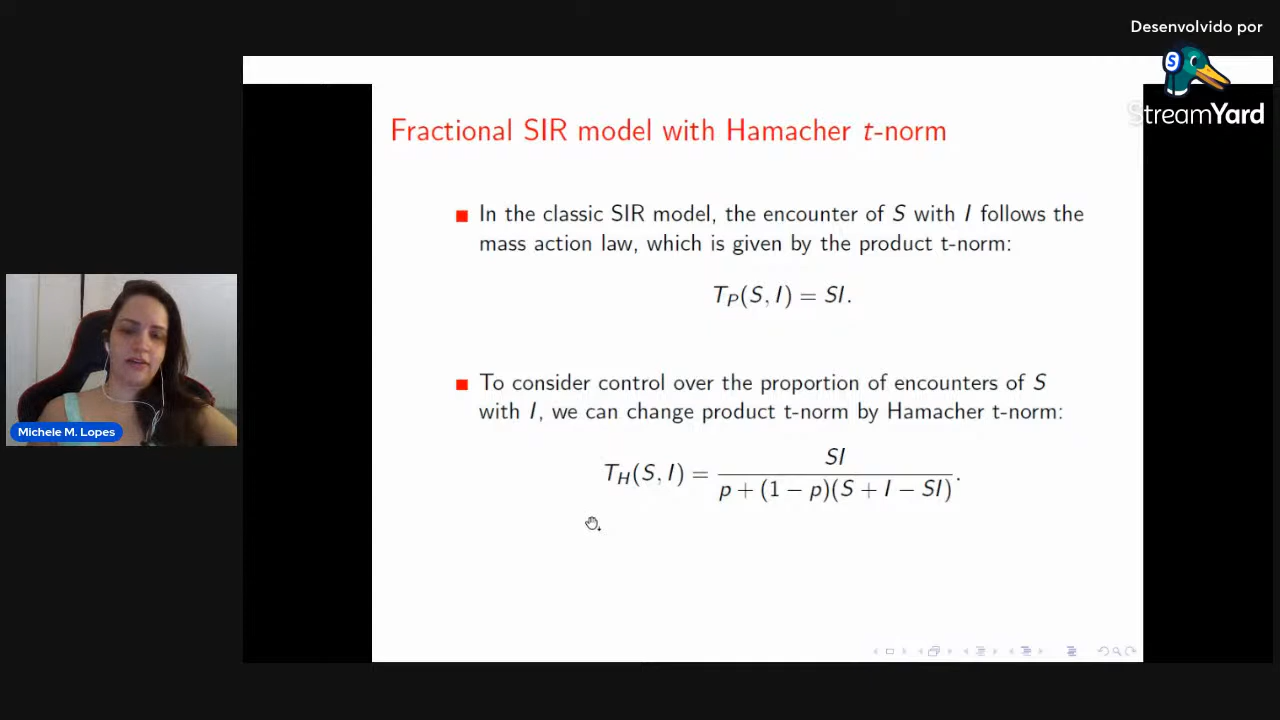 Desenvolvido por
S
StreamYard
Fractional SIR model with Hamacher t-norm
In the classic SIR model, the encounter of S with I follows the
mass action law, which is given by the product t-norm:
T_P(S, I) = SI.
To consider control over the proportion of encounters of S
with I, we can change product t-norm by Hamacher t-norm:
T_H(S, I) = SI / p + (1 − p)(S + I − SI).
Michele M. Lopes